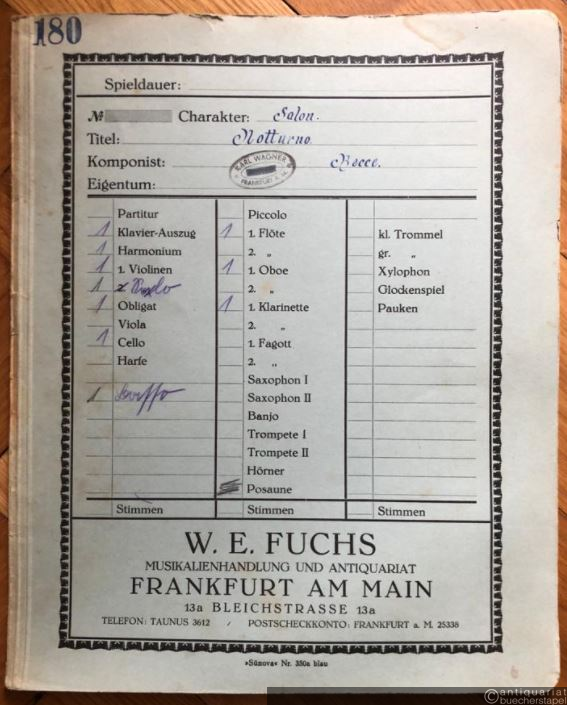 180
Spieldauer:
№ Charakter: Salon.
Titel: Notturno.
Komponist: Becce.
KARL WAGNER
FRANKFURT A. M.
Eigentum:
Partitur
1 Klavier-Auszug
1 Harmonium
1 1. Violinen
1 2.
1 Obligat
Viola
1 Cello
Harfe
1
Stimmen
Piccolo
1 1. Flöte
2. „
1 1. Oboe
2. „
1 1. Klarinette
2. „
1. Fagott
2. „
Saxophon I
Saxophon II
Banjo
Trompete I
Trompete II
Hörner
Posaune
Stimmen
kl. Trommel
gr. „
Xylophon
Glockenspiel
Pauken
Stimmen
W. E. FUCHS
MUSIKALIENHANDLUNG UND ANTIQUARIAT
FRANKFURT AM MAIN
13a BLEICHSTRASSE 13a
TELEFON: TAUNUS 3612 / POSTSCHECKKONTO: FRANKFURT a. M. 25338
»Sünova« Nr. 350a blau
antiquariat
buecherstapel